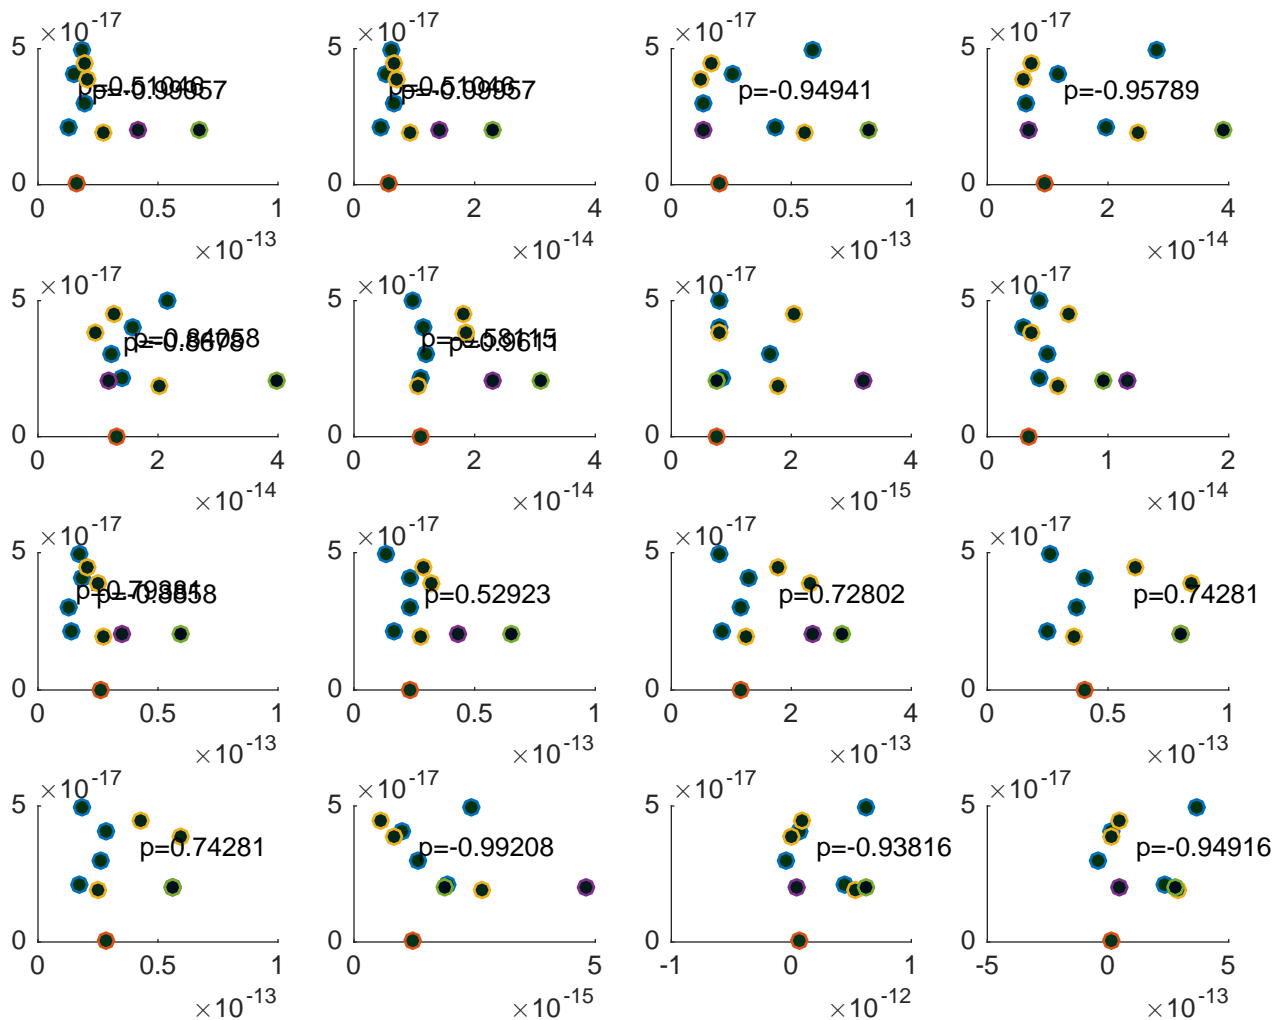 ×10^-17 ×10^-17 ×10^-17 ×10^-17
5 5 5 5
p=-0.94941 p=-0.95789
0 0 0 0
0 0.5 1 0 2 4 0 0.5 1 0 2 4
×10^-13 ×10^-14 ×10^-13 ×10^-14
×10^-17 ×10^-17 ×10^-17 ×10^-17
5 5 5 5
0 0 0 0
0 2 4 0 2 4 0 2 4 0 1 2
×10^-14 ×10^-14 ×10^-15 ×10^-14
×10^-17 ×10^-17 ×10^-17 ×10^-17
5 5 5 5
p=0.52923 p=0.72802 p=0.74281
0 0 0 0
0 0.5 1 0 0.5 1 0 2 4 0 0.5 1
×10^-13 ×10^-13 ×10^-13 ×10^-13
×10^-17 ×10^-17 ×10^-17 ×10^-17
5 5 5 5
p=0.74281 p=-0.99208 p=-0.93816 p=-0.94916
0 0 0 0
0 0.5 1 0 5 -1 0 1 -5 0 5
×10^-13 ×10^-15 ×10^-12 ×10^-13